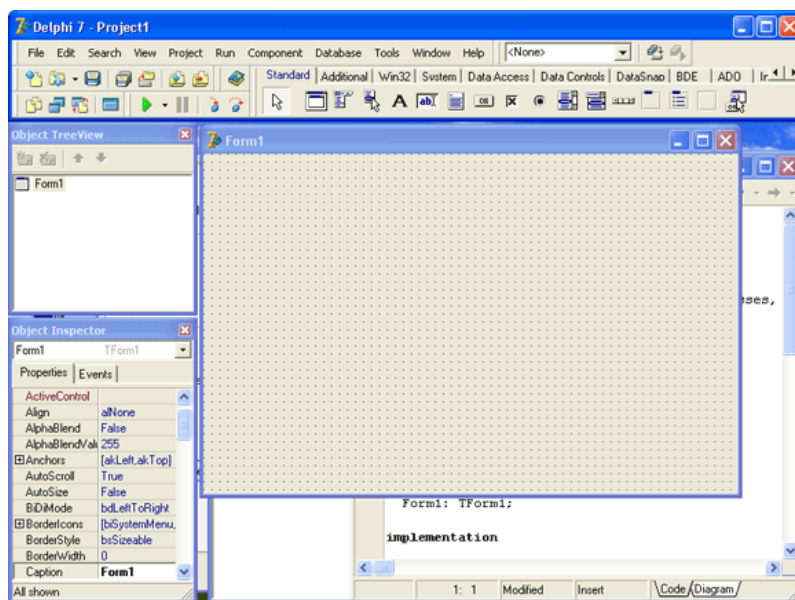 Delphi 7 - Project1
File Edit Search View Project Run Component Database Tools Window Help <None>
Standard Additional Win32 System Data Access Data Controls DataSnap BDE ADO
Object TreeView
Form1
Form1
Object Inspector
Form1 TForm1
Properties Events
ActiveControl
Align alNone
AlphaBlend False
AlphaBlendVal 255
Anchors [akLeft,akTop]
AutoScroll True
AutoSize False
BiDiMode bdLeftToRight
BorderIcons [biSystemMenu,
BorderStyle bsSizeable
BorderWidth 0
Caption Form1
All shown
Form1: TForm1;
implementation
1: 1 Modified Insert Code Diagram